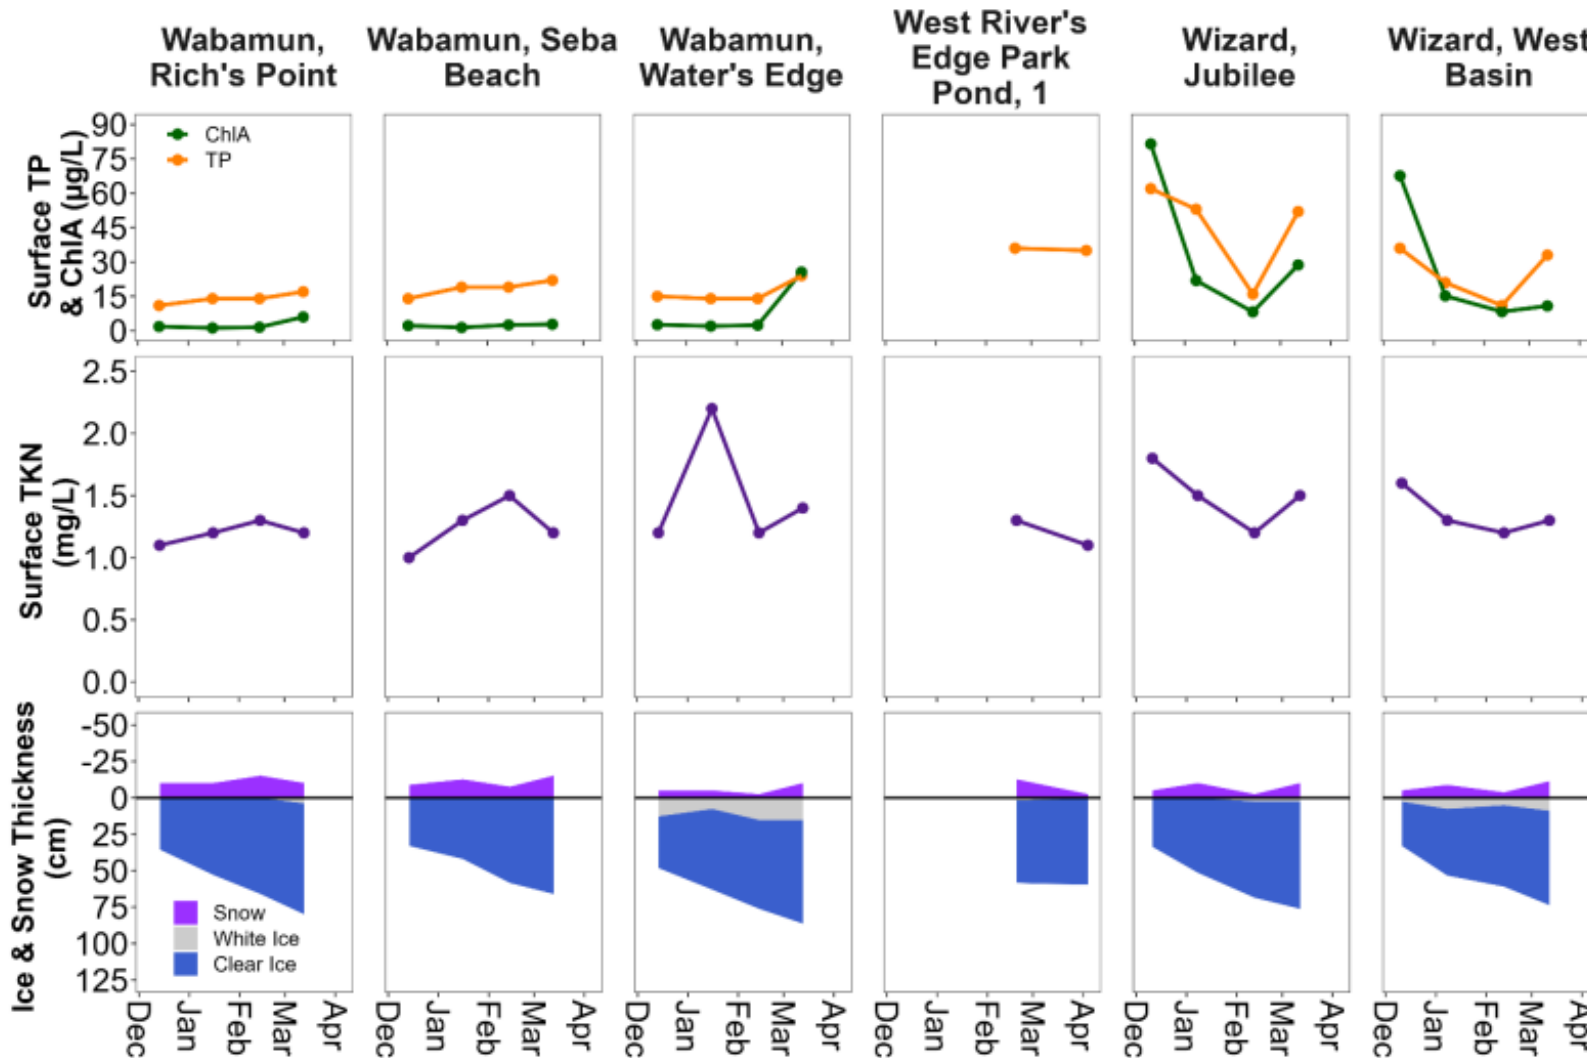 Wabamun,
Rich's Point
Wabamun, Seba
Beach
Wabamun,
Water's Edge
West River's
Edge Park
Pond, 1
Wizard,
Jubilee
Wizard, West
Basin
Surface TP
& ChlA (µg/L)
90
75
60
45
30
15
0
ChlA
TP
Surface TKN
(mg/L)
2.5
2.0
1.5
1.0
0.5
0.0
Ice & Snow Thickness
(cm)
-50
-25
0
25
50
75
100
125
Snow
White Ice
Clear Ice
Dec Jan Feb Mar Apr
Dec Jan Feb Mar Apr
Dec Jan Feb Mar Apr
Dec Jan Feb Mar Apr
Dec Jan Feb Mar Apr
Dec Jan Feb Mar Apr